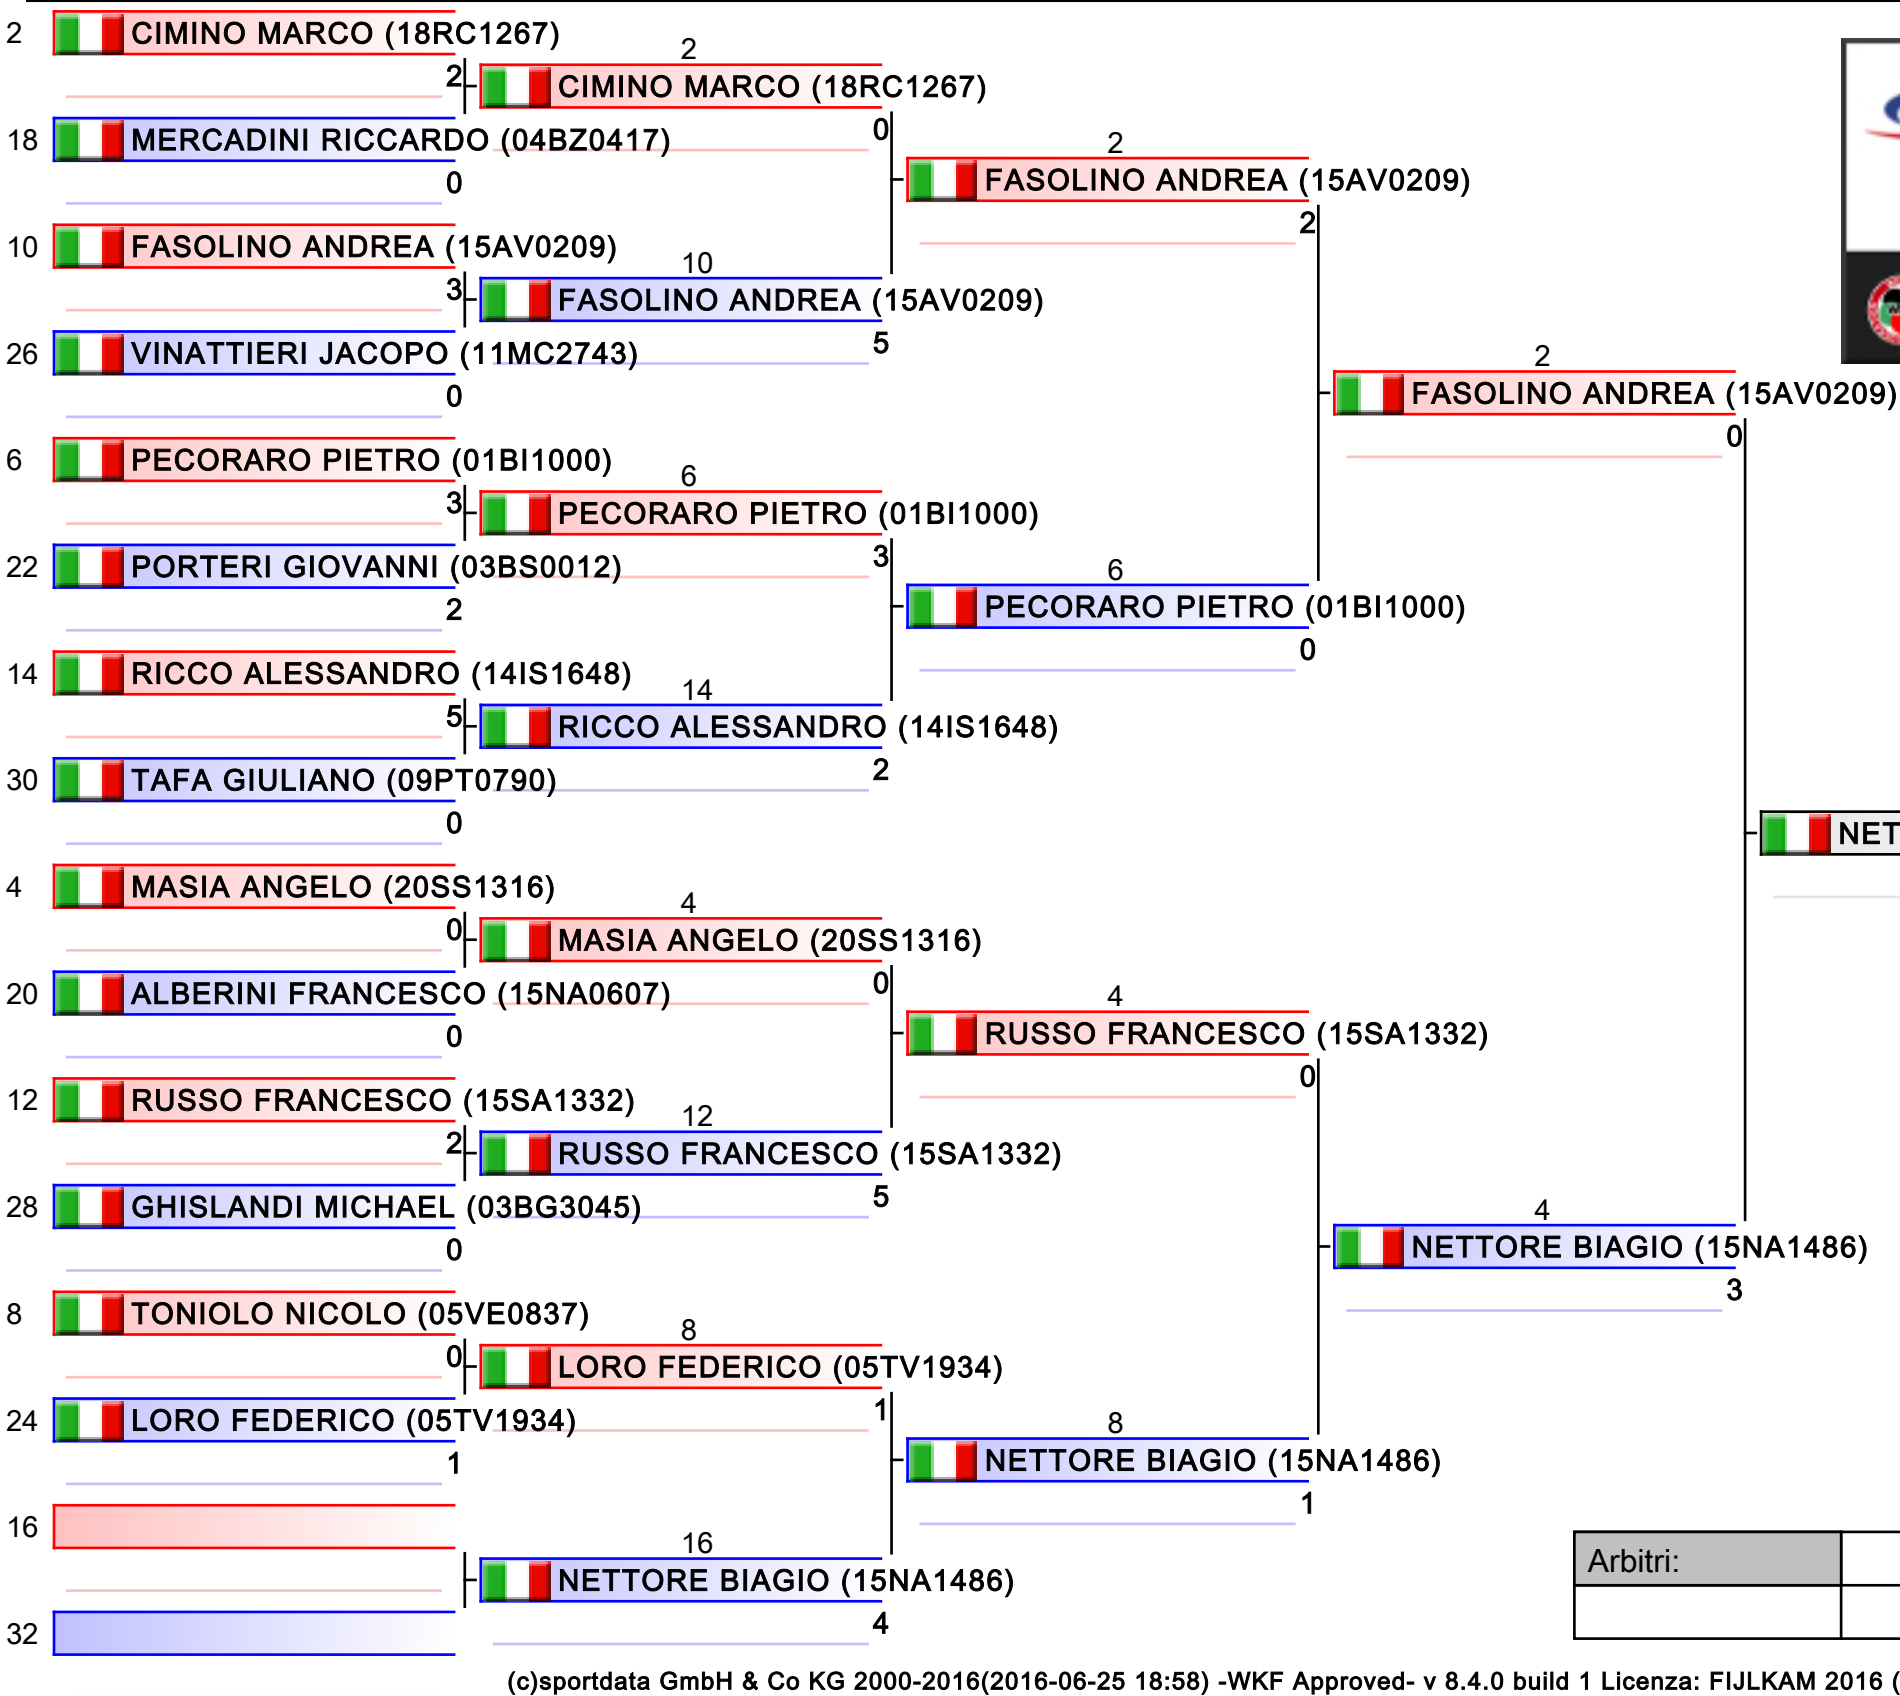 2 CIMINO MARCO (18RC1267)
2
18 MERCADINI RICCARDO (04BZ0417)
0
10 FASOLINO ANDREA (15AV0209)
3
26 VINATTIERI JACOPO (11MC2743)
0
6 PECORARO PIETRO (01BI1000)
3
22 PORTERI GIOVANNI (03BS0012)
2
14 RICCO ALESSANDRO (14IS1648)
5
30 TAFA GIULIANO (09PT0790)
0
4 MASIA ANGELO (20SS1316)
0
20 ALBERINI FRANCESCO (15NA0607)
0
12 RUSSO FRANCESCO (15SA1332)
2
28 GHISLANDI MICHAEL (03BG3045)
0
8 TONIOLO NICOLO (05VE0837)
0
24 LORO FEDERICO (05TV1934)
1
16
32
2
CIMINO MARCO (18RC1267)
0
10
FASOLINO ANDREA (15AV0209)
5
6
PECORARO PIETRO (01BI1000)
3
14
RICCO ALESSANDRO (14IS1648)
2
4
MASIA ANGELO (20SS1316)
0
12
RUSSO FRANCESCO (15SA1332)
5
8
LORO FEDERICO (05TV1934)
1
16
NETTORE BIAGIO (15NA1486)
4
2
FASOLINO ANDREA (15AV0209)
2
6
PECORARO PIETRO (01BI1000)
0
4
RUSSO FRANCESCO (15SA1332)
0
8
NETTORE BIAGIO (15NA1486)
1
2
FASOLINO ANDREA (15AV0209)
0
4
NETTORE BIAGIO (15NA1486)
3
NET
Arbitri:
(c)sportdata GmbH & Co KG 2000-2016(2016-06-25 18:58) -WKF Approved- v 8.4.0 build 1 Licenza: FIJLKAM 2016 (